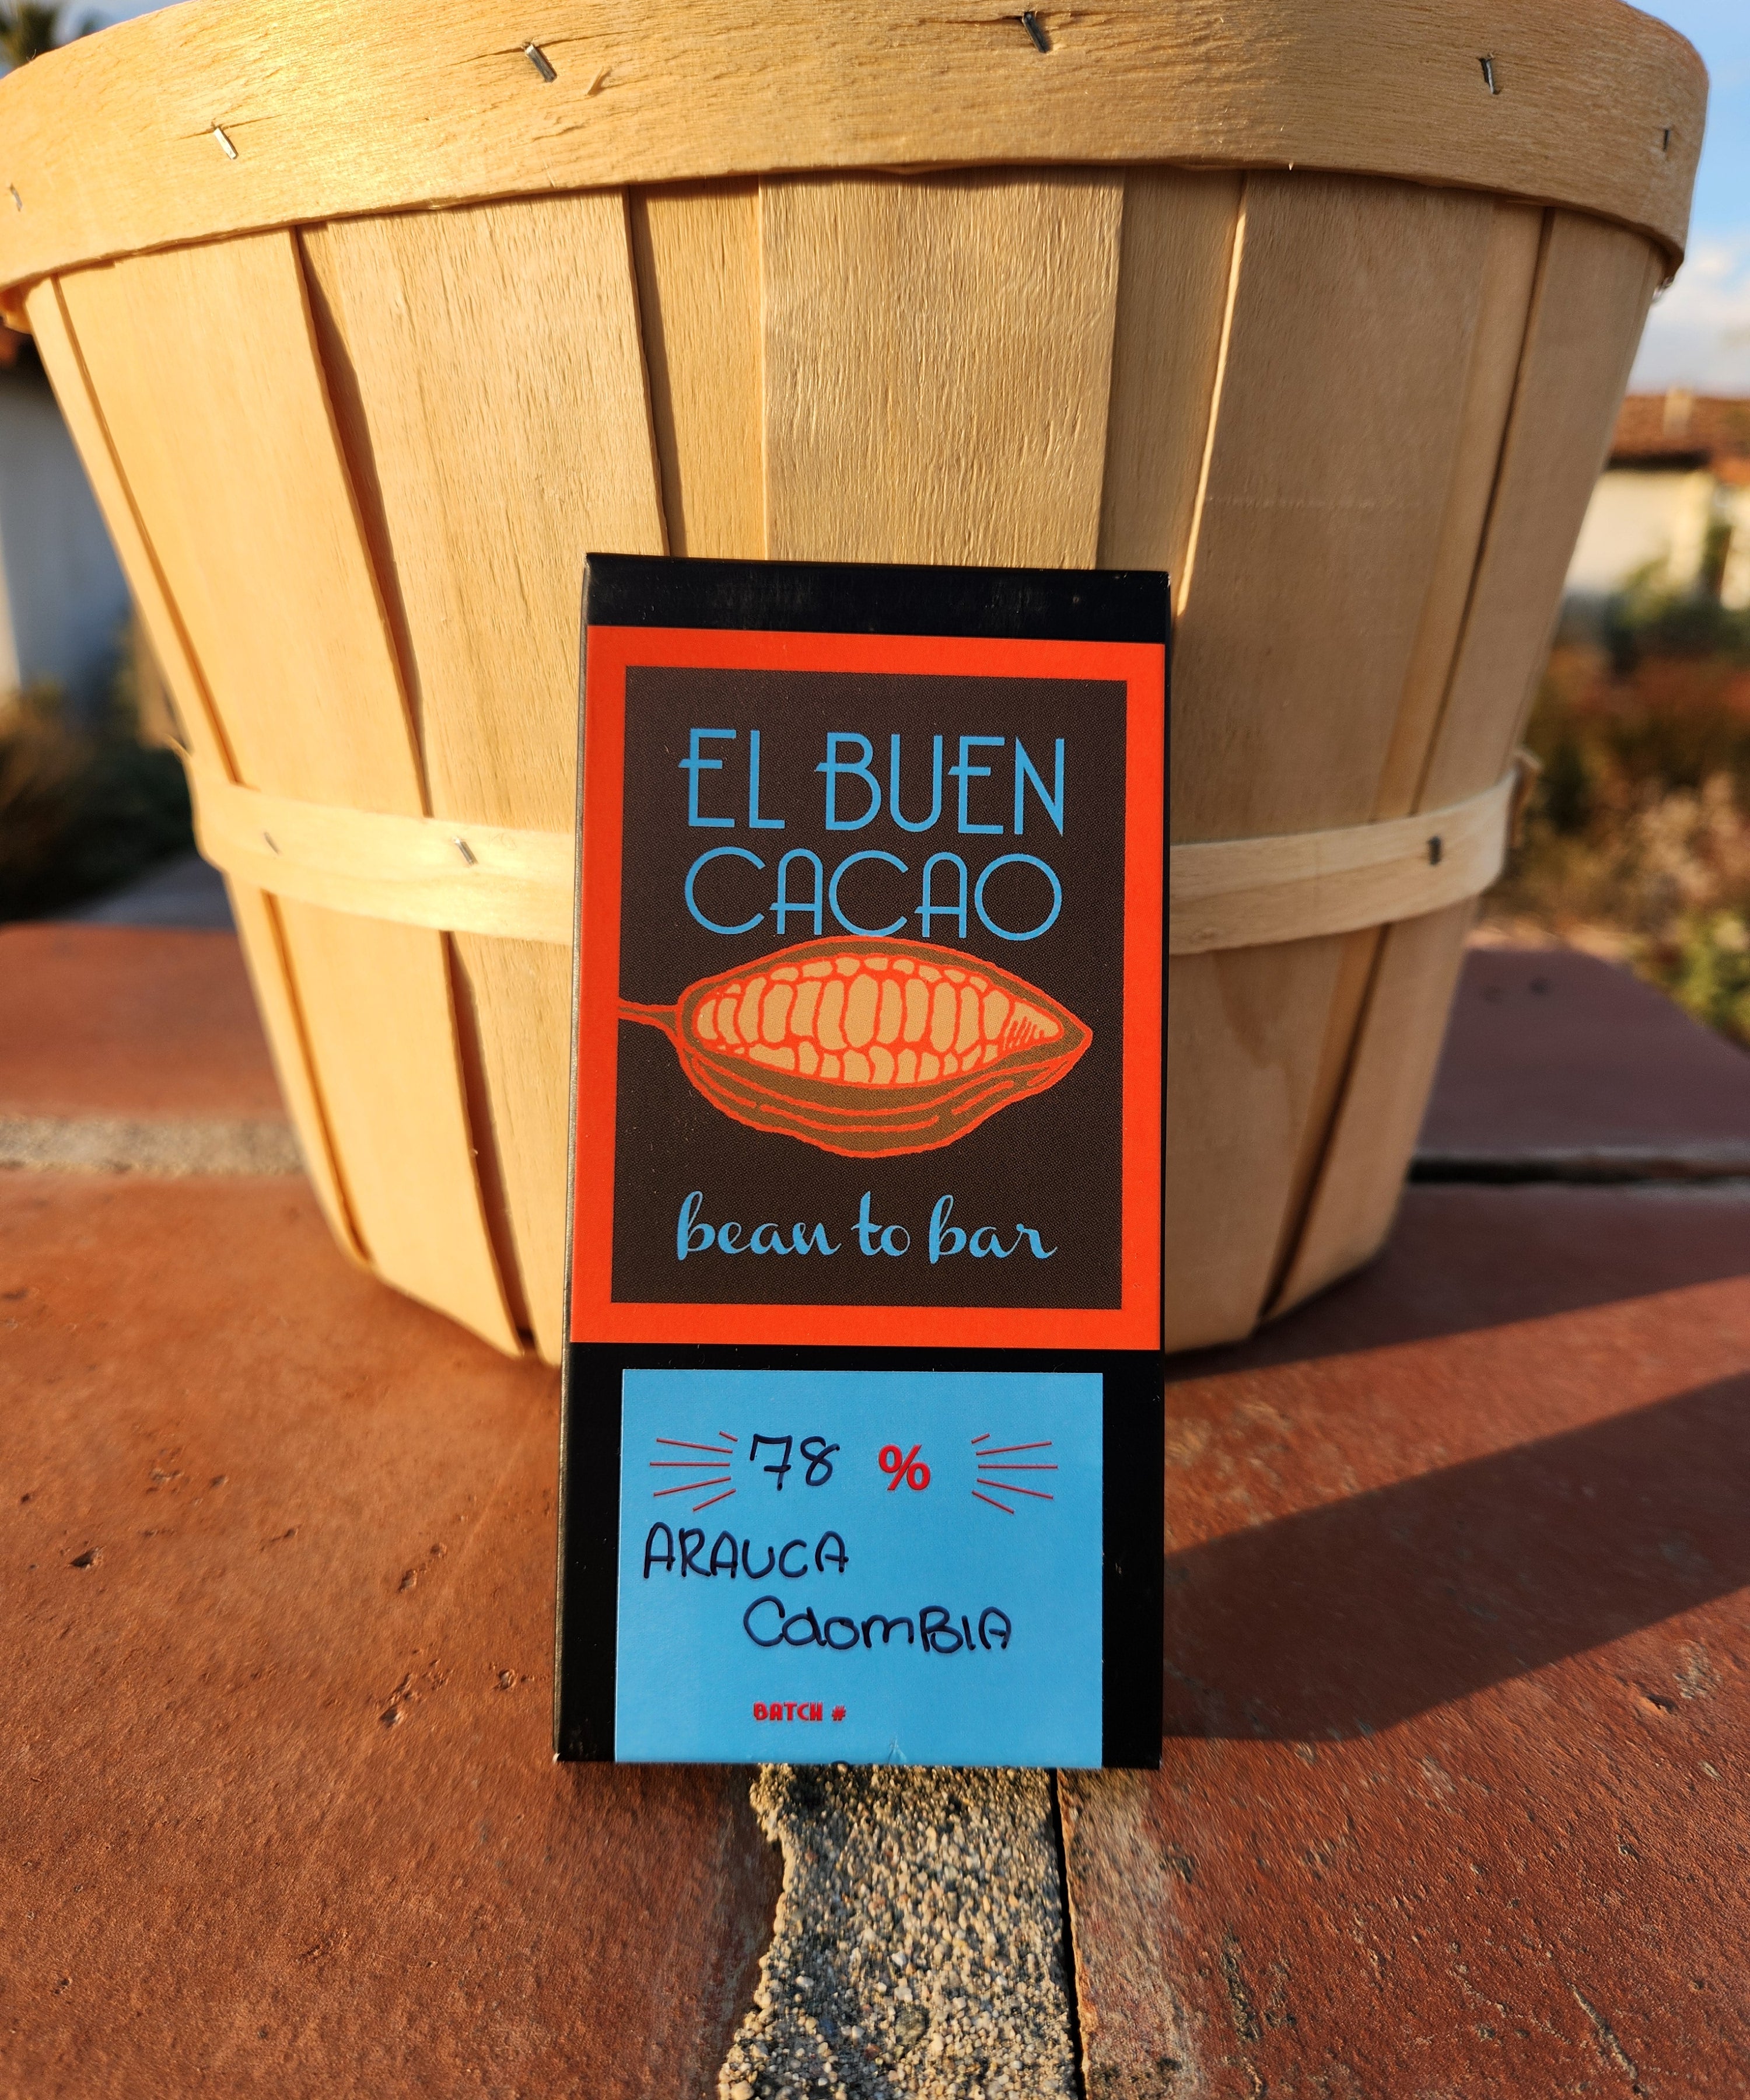 EL BUEN
CACAO
bean to bar
78 %
ARAUCA
ColomBIA
BATCH #